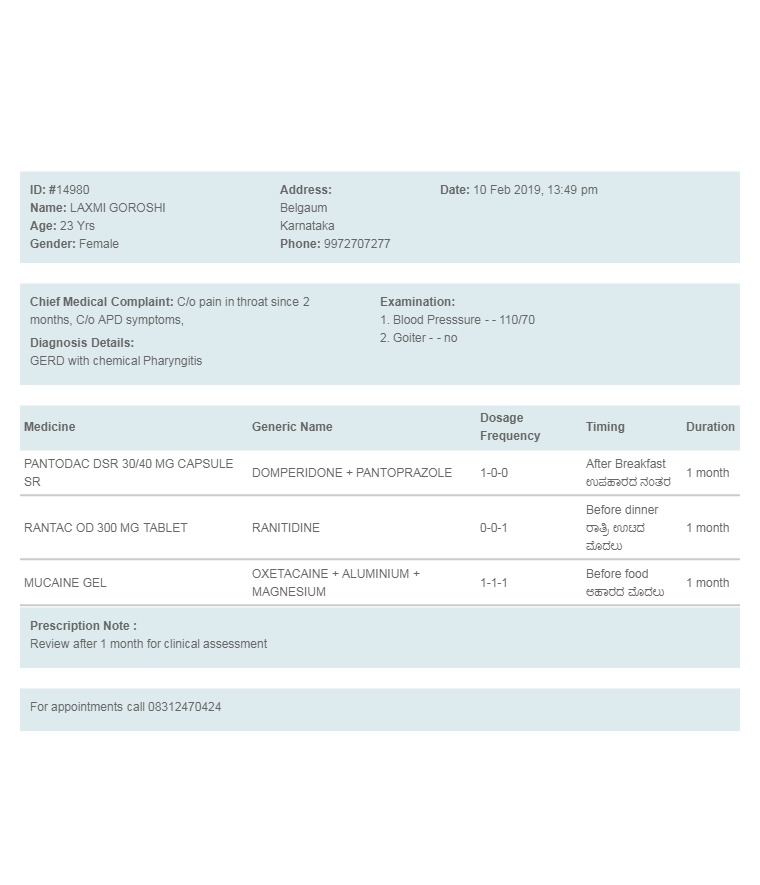 ID: #14980
Name: LAXMI GOROSHI
Age: 23 Yrs
Gender: Female
Address:
Belgaum
Karnataka
Phone: 9972707277
Date: 10 Feb 2019, 13:49 pm
Chief Medical Complaint: C/o pain in throat since 2
months, C/o APD symptoms,
Diagnosis Details:
GERD with chemical Pharyngitis
Examination:
1. Blood Presssure - - 110/70
2. Goiter - - no
Medicine Generic Name Dosage Frequency Timing Duration
PANTODAC DSR 30/40 MG CAPSULE
SR
DOMPERIDONE + PANTOPRAZOLE
1-0-0
After Breakfast
ಉಪಹಾರದ ನಂತರ
1 month
RANTAC OD 300 MG TABLET
RANITIDINE
0-0-1
Before dinner
ರಾತ್ರಿ ಊಟದ
ಮೊದಲು
1 month
MUCAINE GEL
OXETACAINE + ALUMINIUM +
MAGNESIUM
1-1-1
Before food
ಆಹಾರದ ಮೊದಲು
1 month
Prescription Note :
Review after 1 month for clinical assessment
For appointments call 08312470424